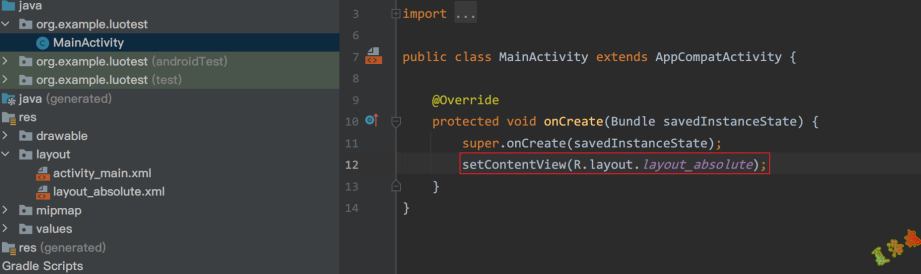 java
org.example.luotest
MainActivity
org.example.luotest (androidTest)
org.example.luotest (test)
java (generated)
res
drawable
layout
activity_main.xml
layout_absolute.xml
mipmap
values
res (generated)
Gradle Scripts
3 import ...
6
7 public class MainActivity extends AppCompatActivity {
9 @Override
10 protected void onCreate(Bundle savedInstanceState) {
11 super.onCreate(savedInstanceState);
12 setContentView(R.layout.layout_absolute);
13 }
14 }